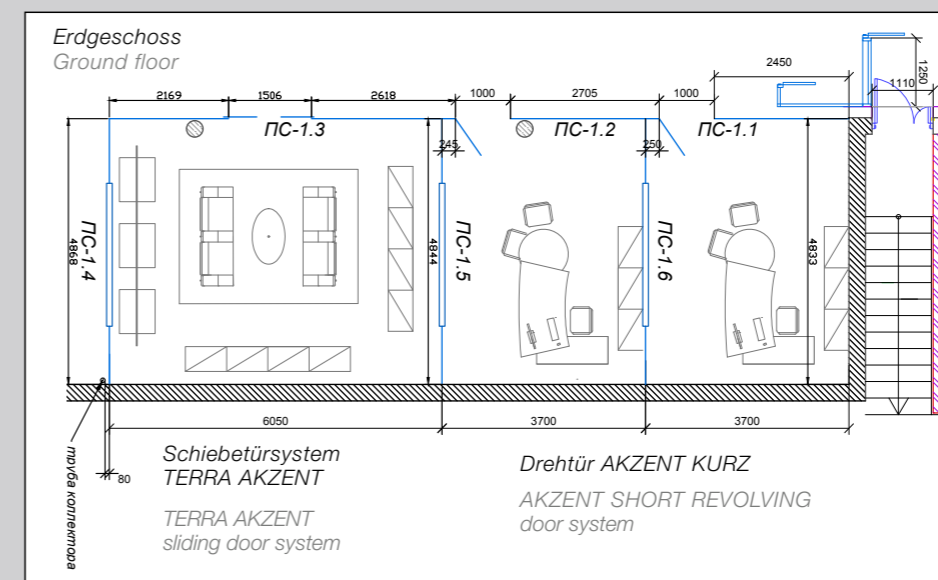 Erdgeschoss
Ground floor
2450
1250
1110
2169
1506
2618
1000
2705
1000
ПС-1.3
ПС-1.2
ПС-1.1
245
250
ПС-1.4
4868
4844
ПС-1.5
ПС-1.6
4833
6050
3700
3700
80
труба коллектора
Schiebetürsystem
TERRA AKZENT
TERRA AKZENT
sliding door system
Drehtür AKZENT KURZ
AKZENT SHORT REVOLVING
door system